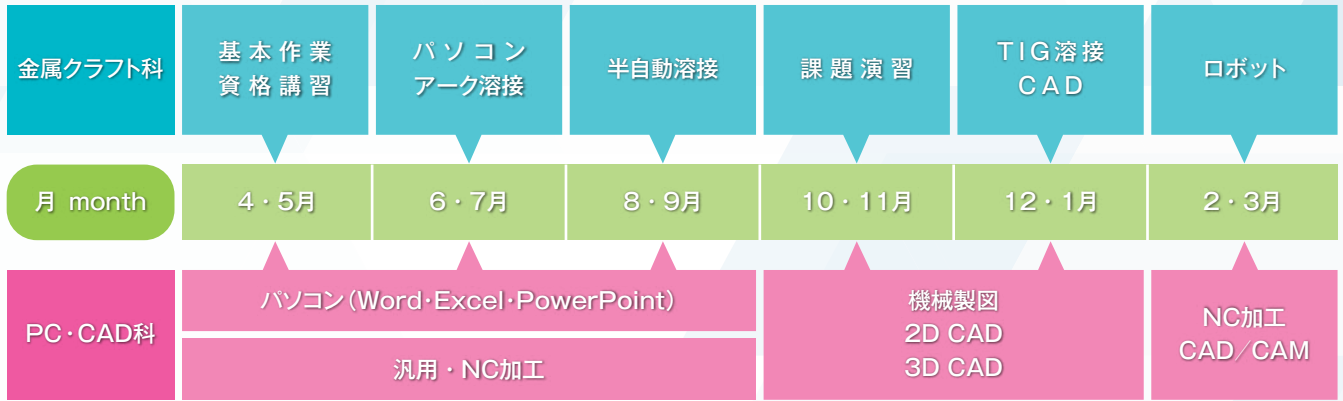 金属クラフト科
基本作業
資格講習
パソコン
アーク溶接
半自動溶接
課題演習
TIG溶接
CAD
ロボット
月 month
4・5月
6・7月
8・9月
10・11月
12・1月
2・3月
PC・CAD科
パソコン（Word・Excel・PowerPoint）
汎用・NC加工
機械製図
2D CAD
3D CAD
NC加工
CAD／CAM